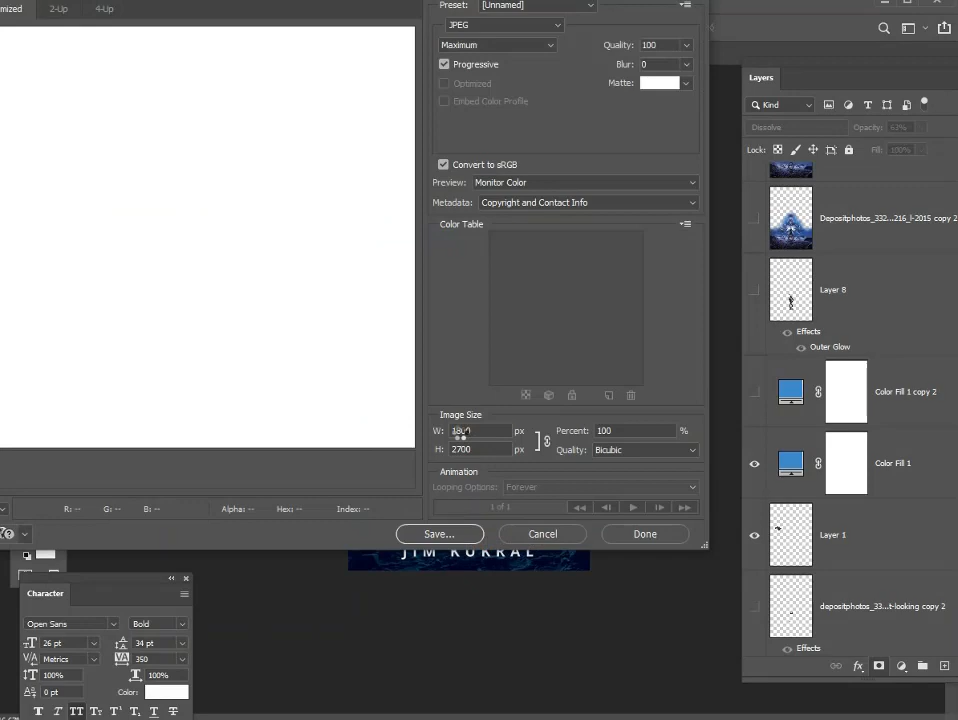 mized 2-Up 4-Up
Preset: [Unnamed]
JPEG
Maximum Quality: 100
Progressive Blur: 0
Optimized Matte:
Embed Color Profile
Convert to sRGB
Preview: Monitor Color
Metadata: Copyright and Contact Info
Color Table
Image Size
W: 1800 px Percent: 100 %
H: 2700 px Quality: Bicubic
Animation
Looping Options: Forever
1 of 1
R: -- G: -- B: -- Alpha: -- Hex: -- Index: --
Save... Cancel Done
JIM KUKRAL
Character
Open Sans Bold
26 pt 34 pt
Metrics 350
100% 100%
0 pt Color:
Layers
Kind
Dissolve Opacity: 63%
Lock: Fill: 100%
Depositphotos_332...216_l-2015 copy 2
Layer 8
Effects
Outer Glow
Color Fill 1 copy 2
Color Fill 1
Layer 1
depositphotos_33...t-looking copy 2
Effects